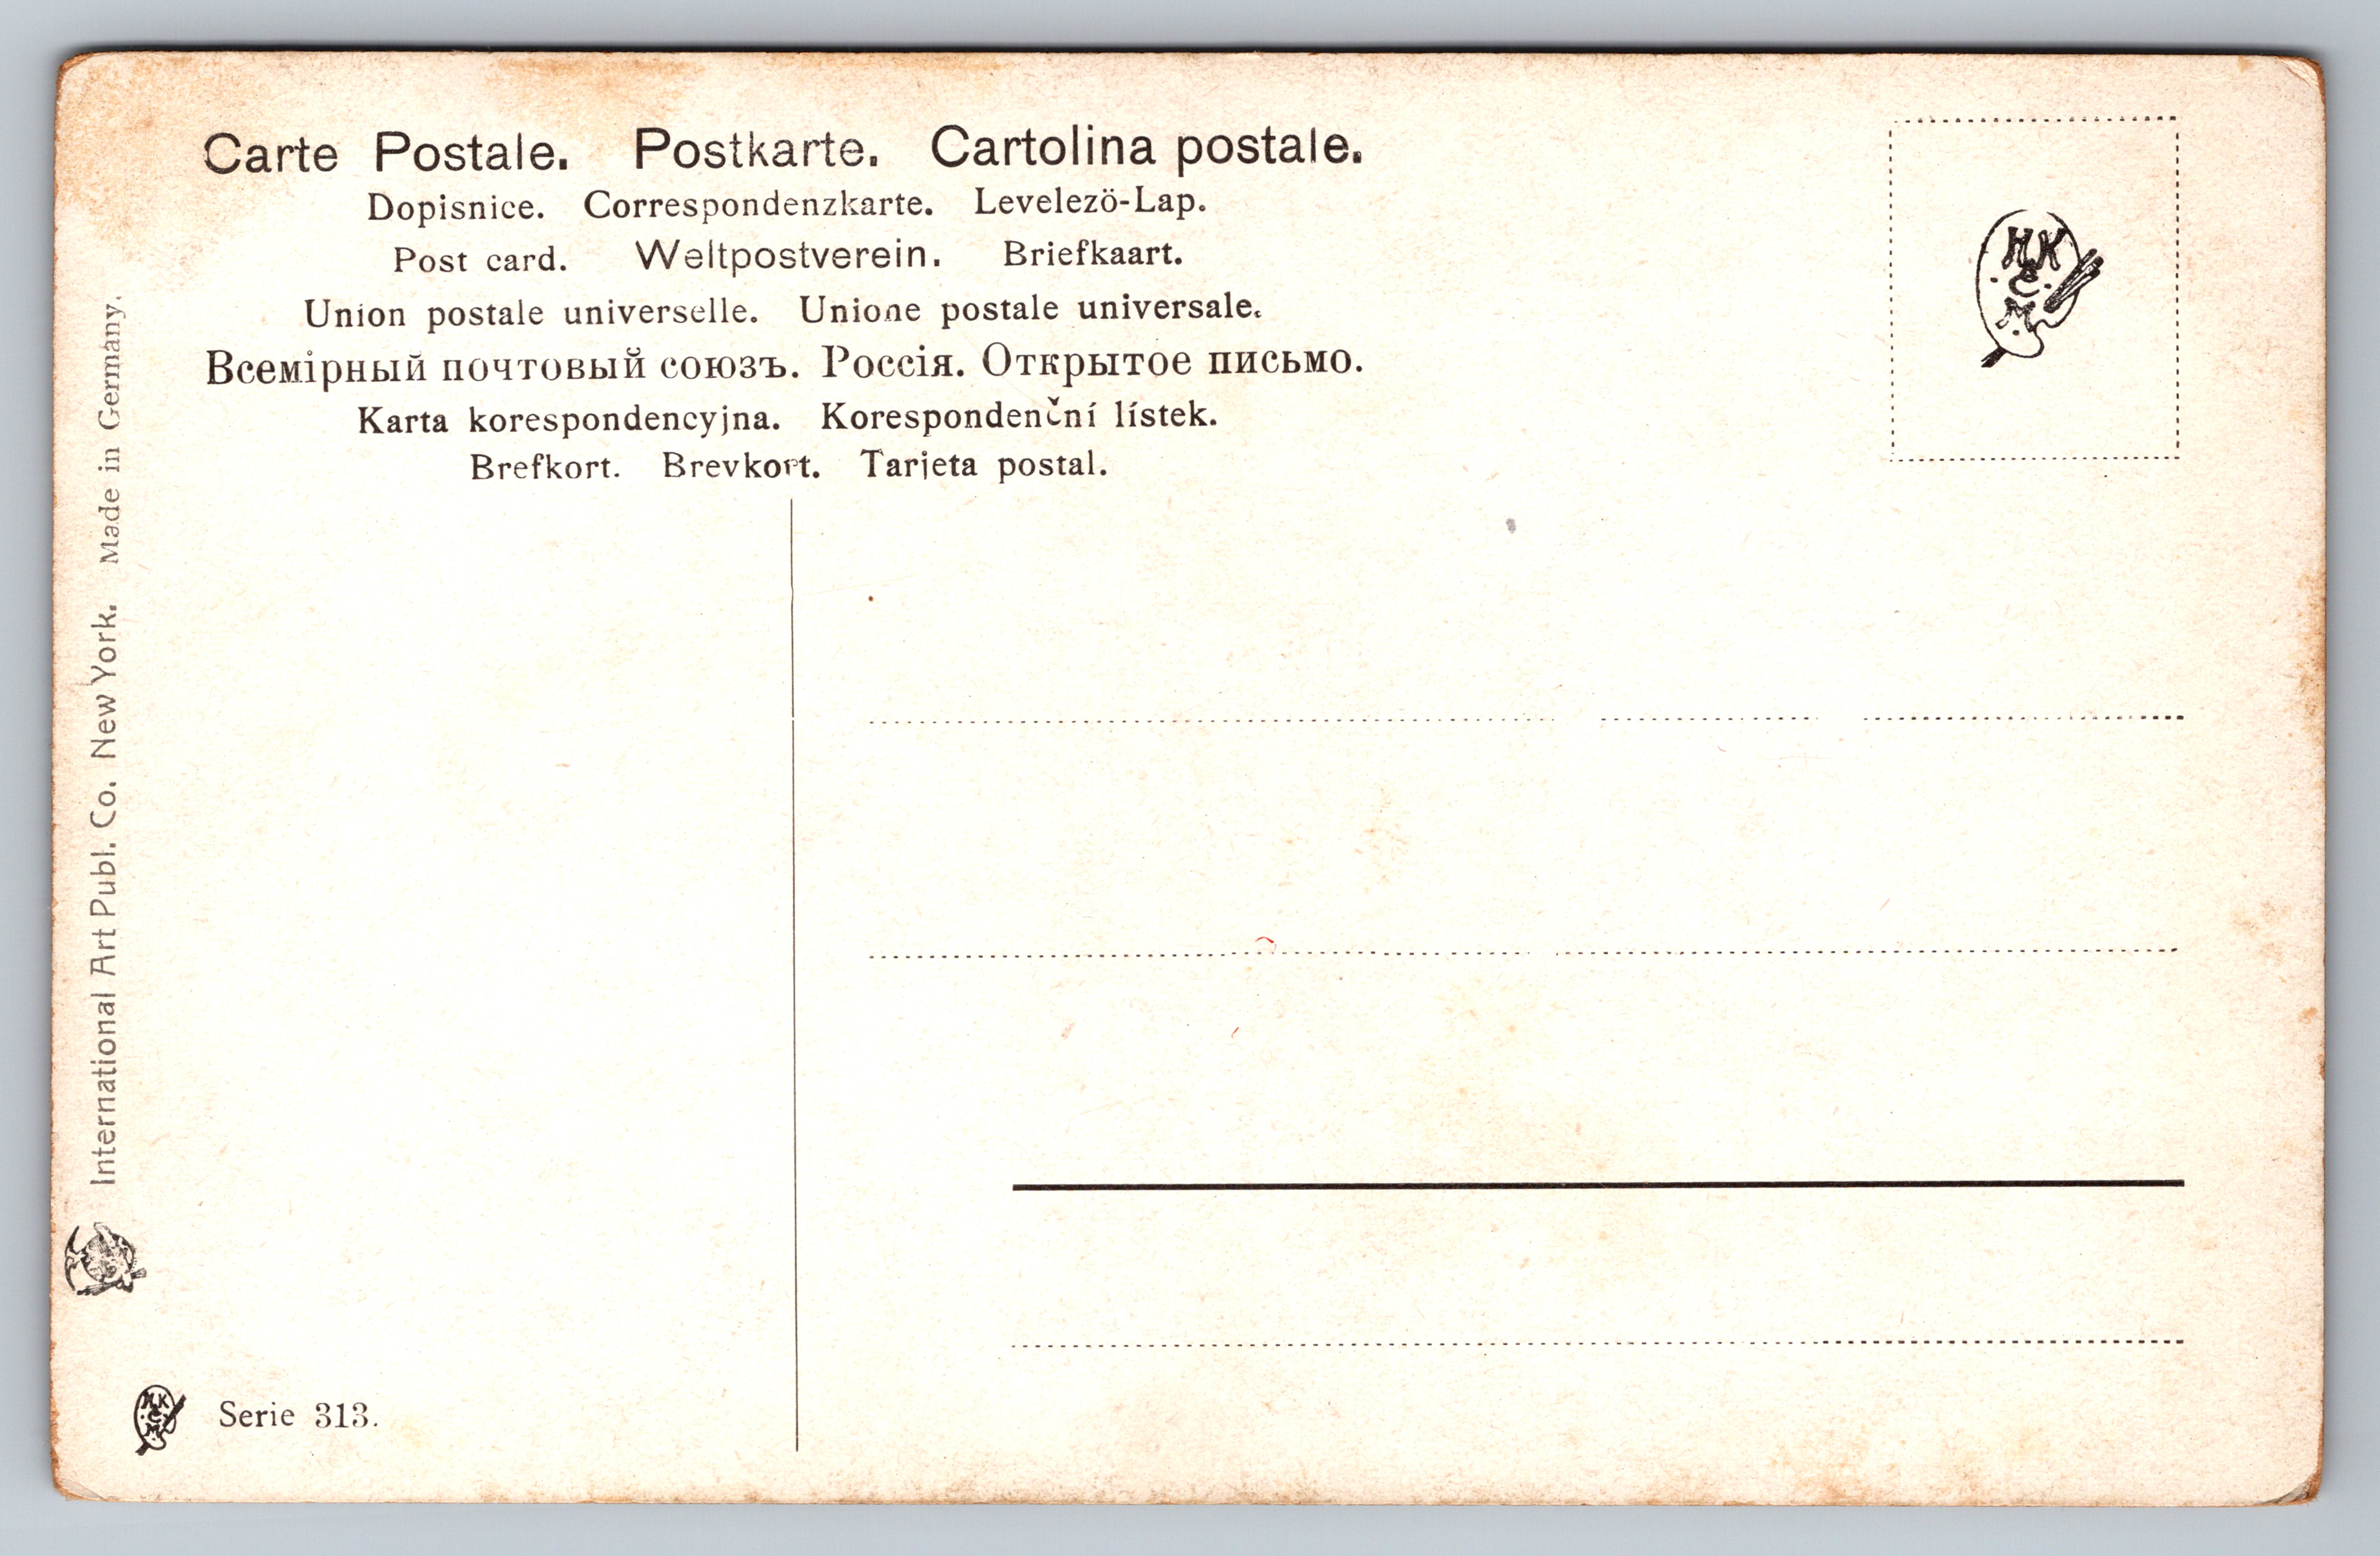 Carte Postale. Postkarte. Cartolina postale.
Dopisnice. Correspondenzkarte. Levelezö-Lap.
Post card. Weltpostverein. Briefkaart.
Union postale universelle. Unione postale universale.
Всемірный почтовый союзъ. Россія. Открытое письмо.
Karta korespondencyjna. Korespondenční lístek.
Brefkort. Brevkort. Tarjeta postal.
HK
&
C
M
International Art Publ. Co. New York. Made in Germany.
HK
&
C
M
Serie 313.